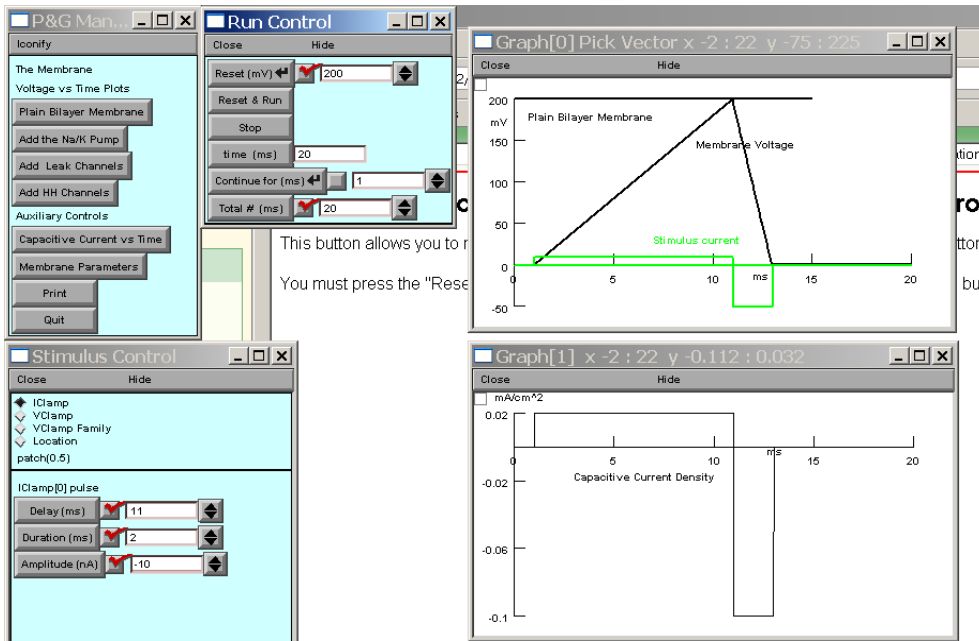 P&G Man...
Iconify
The Membrane
Voltage vs Time Plots
Plain Bilayer Membrane
Add the Na/K Pump
Add Leak Channels
Add HH Channels
Auxiliary Controls
Capacitive Current vs Time
Membrane Parameters
Print
Quit
Run Control
Close Hide
Reset (mV) 200
Reset & Run
Stop
time (ms) 20
Continue for (ms) 1
Total # (ms) 20
This button allows you to
You must press the "Rese
Graph[0] Pick Vector x -2 : 22 y -75 : 225
Close Hide
200
mV
Plain Bilayer Membrane
150
Membrane Voltage
100
50
Stimulus current
ms
0 0 5 10 15 20
-50
Stimulus Control
Close Hide
IClamp
VClamp
VClamp Family
Location
patch(0.5)
IClamp[0] pulse
Delay (ms) 11
Duration (ms) 2
Amplitude (nA) -10
Graph[1] x -2 : 22 y -0.112 : 0.032
Close Hide
mA/cm^2
0.02
0 5 10 15 20
ms
Capacitive Current Density
-0.02
-0.06
-0.1